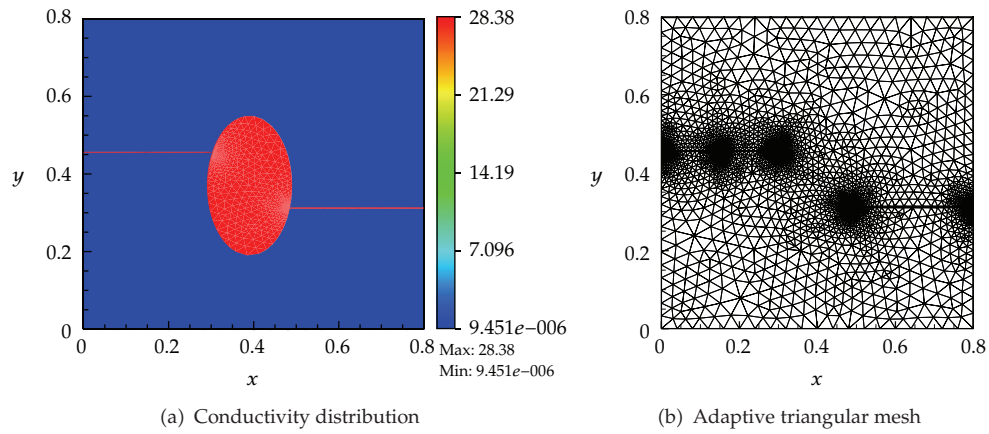 0.8
0.6
0.4
0.2
0
y
0
0.2
0.4
0.6
0.8
x
28.38
21.29
14.19
7.096
9.451e−006
Max: 28.38
Min: 9.451e−006
(a) Conductivity distribution
0.8
0.6
0.4
0.2
0
y
0
0.2
0.4
0.6
0.8
x
(b) Adaptive triangular mesh